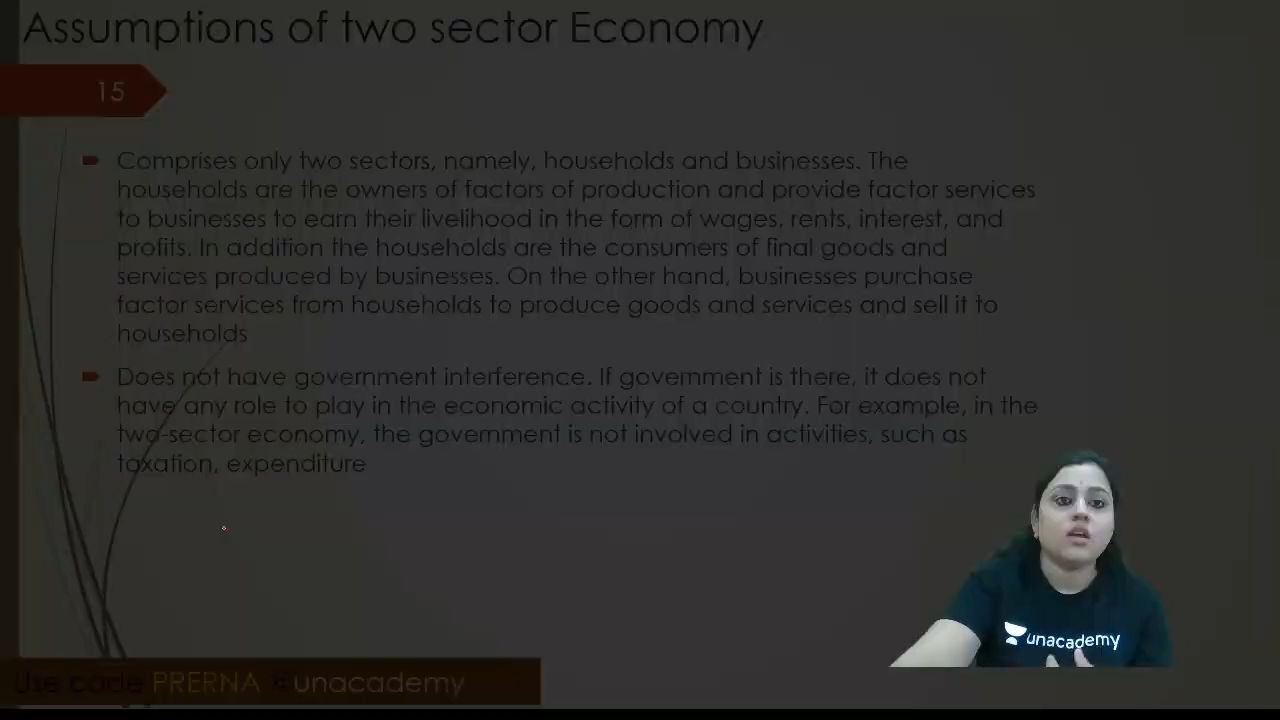 Assumptions of two sector Economy
15
Comprises only two sectors, namely, households and businesses. The
households are the owners of factors of production and provide factor services
to businesses to earn their livelihood in the form of wages, rents, interest, and
profits. In addition the households are the consumers of final goods and
services produced by businesses. On the other hand, businesses purchase
factor services from households to produce goods and services and sell it to
households
Does not have government interference. If government is there, it does not
have any role to play in the economic activity of a country. For example, in the
two-sector economy, the government is not involved in activities, such as
taxation, expenditure
unacademy
Use code PRERNA @unacademy